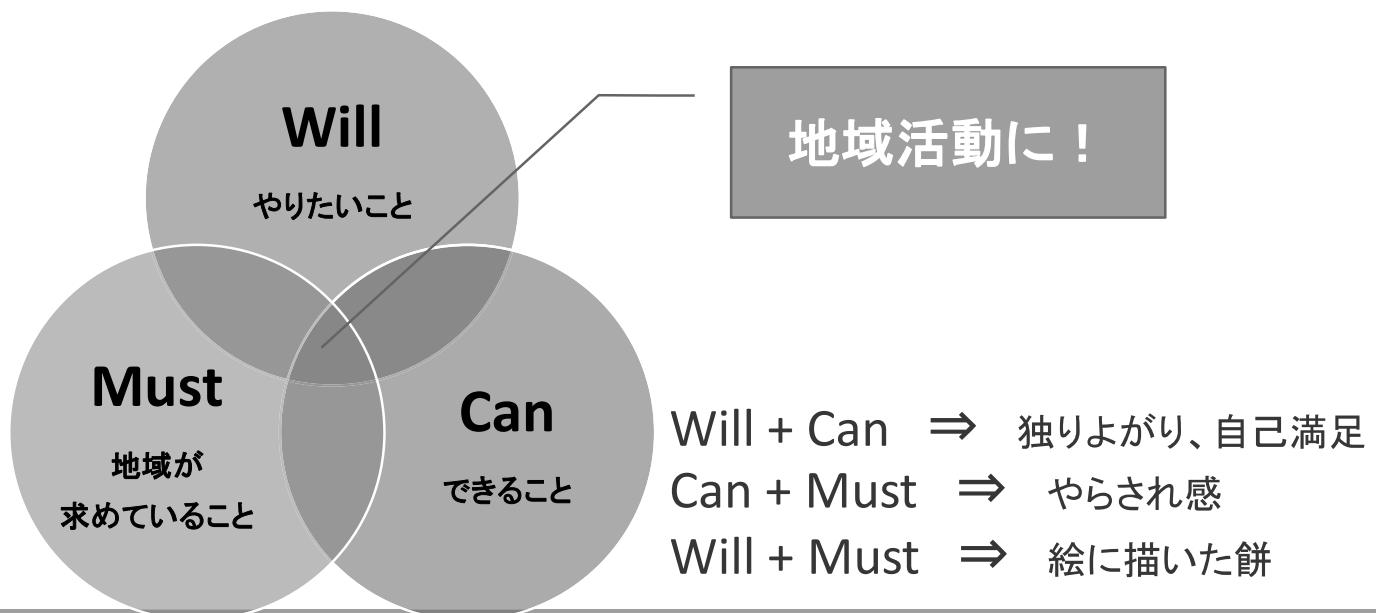 Will
やりたいこと
地域活動に！
Must
地域が
求めていること
Can
できること
Will + Can ⇒ 独りよがり、自己満足
Can + Must ⇒ やらされ感
Will + Must ⇒ 絵に描いた餅